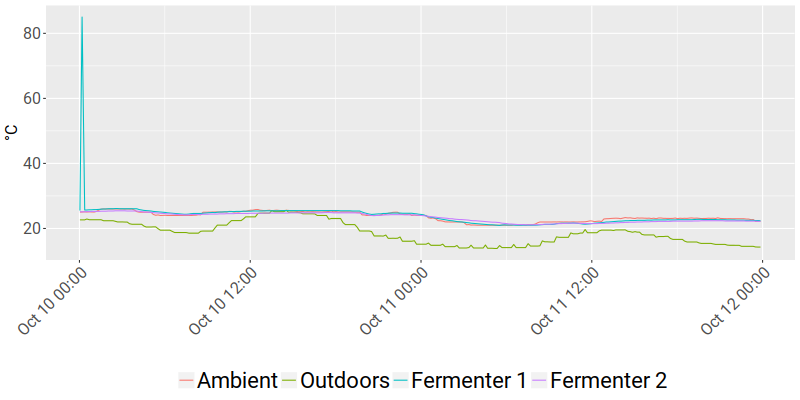 80
60
°C
40
20
Oct 10 00:00
Oct 10 12:00
Oct 11 00:00
Oct 11 12:00
Oct 12 00:00
Ambient Outdoors Fermenter 1 Fermenter 2